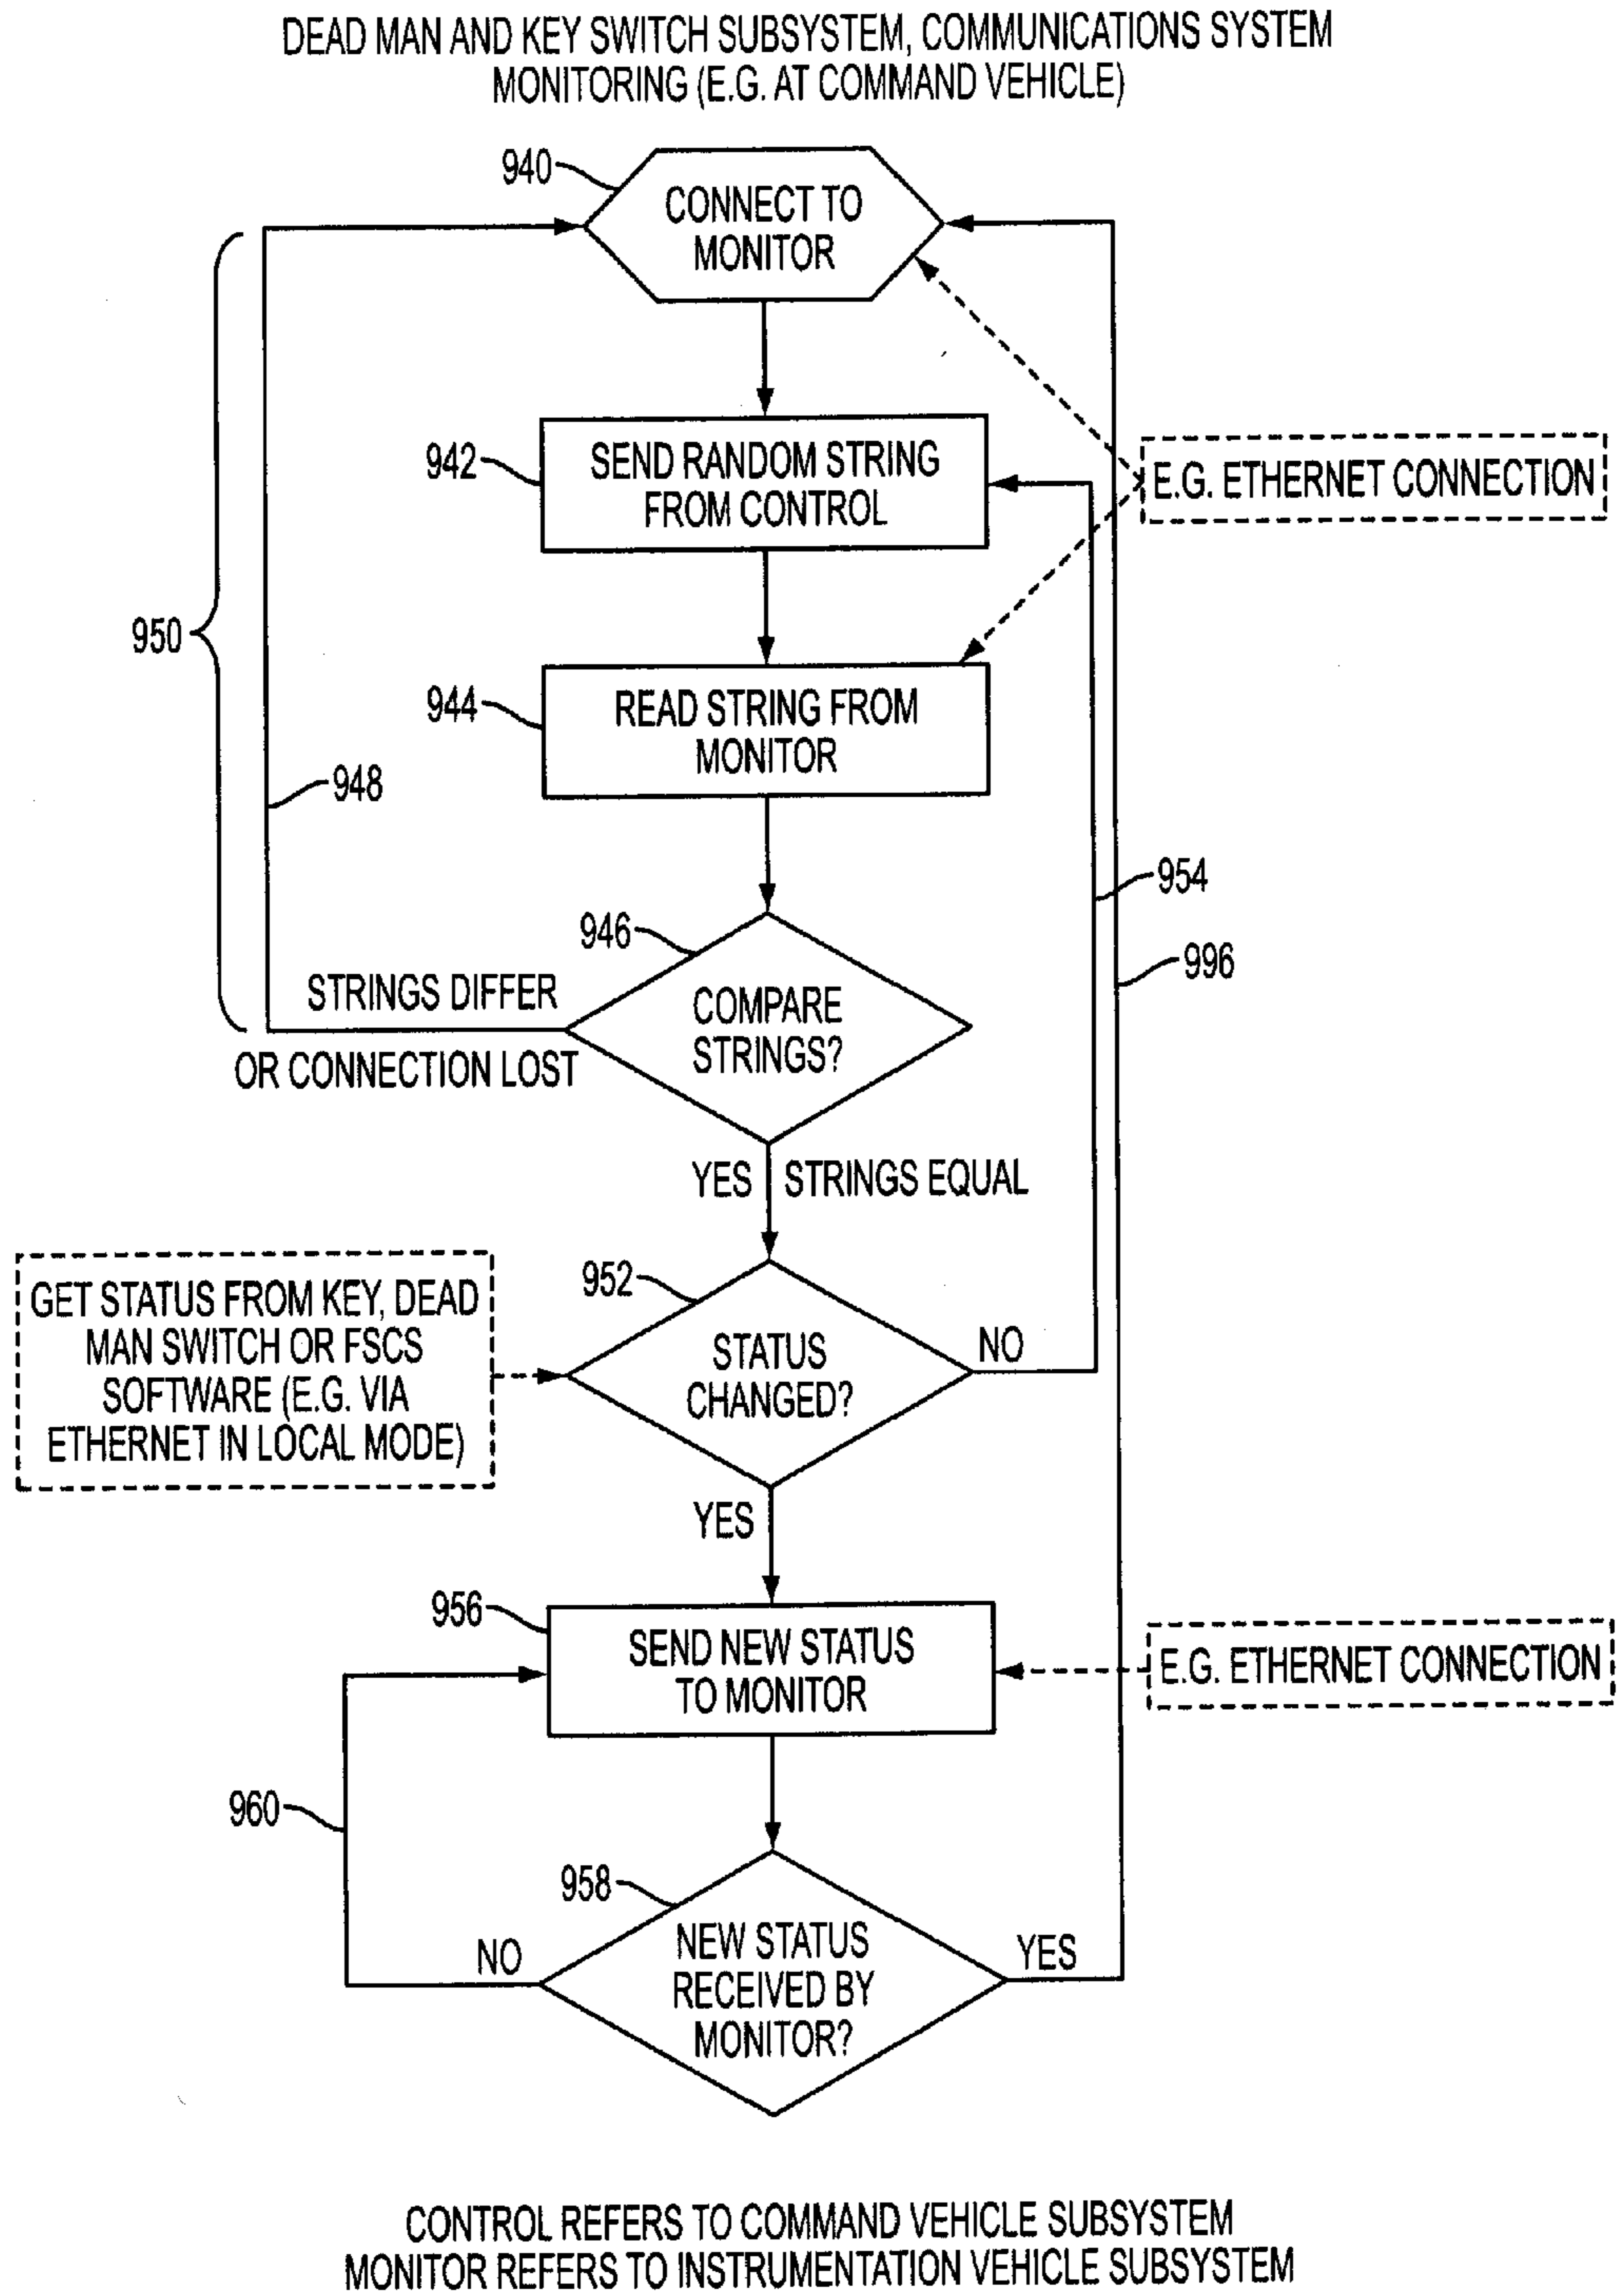 DEAD MAN AND KEY SWITCH SUBSYSTEM, COMMUNICATIONS SYSTEM
MONITORING (E.G. AT COMMAND VEHICLE)
940
CONNECT TO
MONITOR
942
SEND RANDOM STRING
FROM CONTROL
E.G. ETHERNET CONNECTION
950
944
READ STRING FROM
MONITOR
948
954
946
996
STRINGS DIFFER
OR CONNECTION LOST
COMPARE
STRINGS?
YES
STRINGS EQUAL
952
GET STATUS FROM KEY, DEAD
MAN SWITCH OR FSCS
SOFTWARE (E.G. VIA
ETHERNET IN LOCAL MODE)
STATUS
CHANGED?
NO
YES
956
SEND NEW STATUS
TO MONITOR
E.G. ETHERNET CONNECTION
960
958
NO
NEW STATUS
RECEIVED BY
MONITOR?
YES
CONTROL REFERS TO COMMAND VEHICLE SUBSYSTEM
MONITOR REFERS TO INSTRUMENTATION VEHICLE SUBSYSTEM